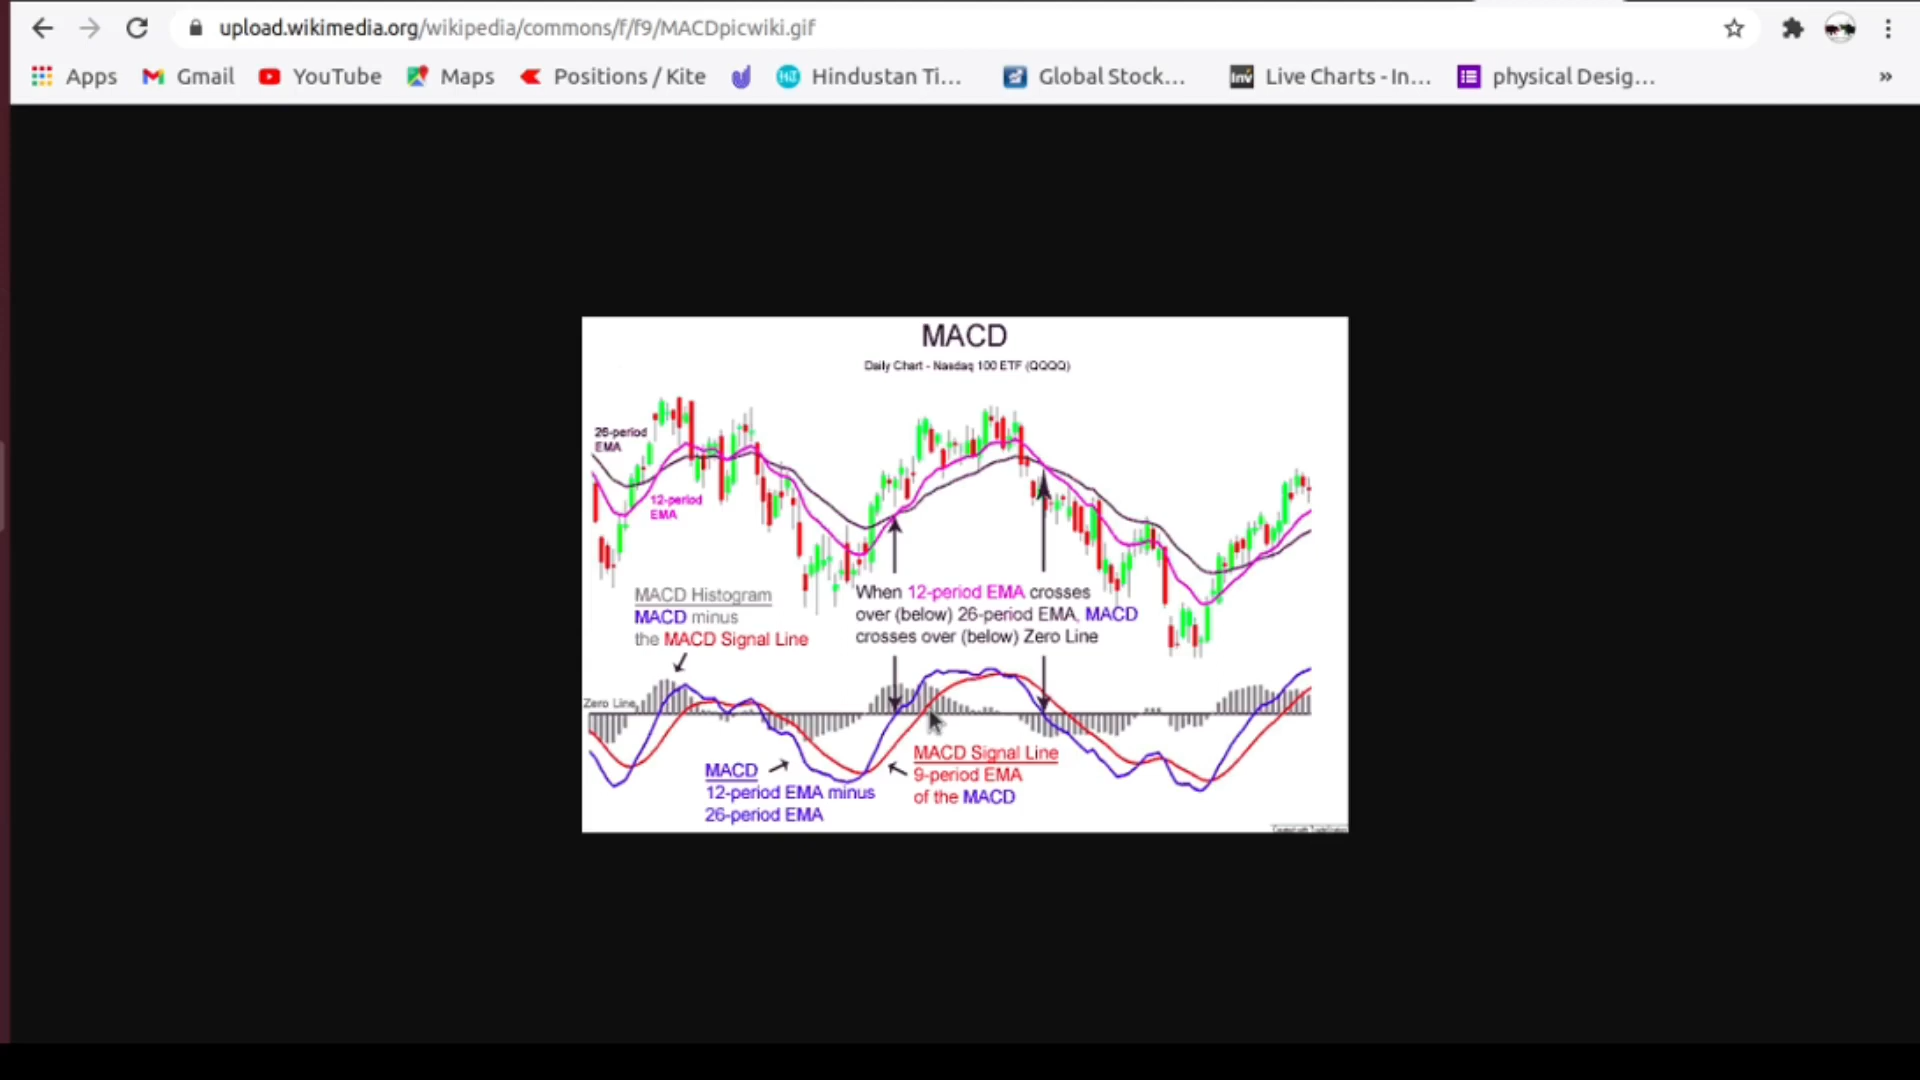 upload.wikimedia.org/wikipedia/commons/f/f9/MACDpicwiki.gif
Apps Gmail YouTube Maps Positions / Kite Hindustan Ti... Global Stock... Live Charts - In... physical Desig... »
MACD
Daily Chart - Nasdaq 100 ETF (QQQQ)
26-period
EMA
12-period
EMA
MACD Histogram
MACD minus
the MACD Signal Line
When 12-period EMA crosses
over (below) 26-period EMA, MACD
crosses over (below) Zero Line
Zero Line
MACD
12-period EMA minus
26-period EMA
MACD Signal Line
9-period EMA
of the MACD